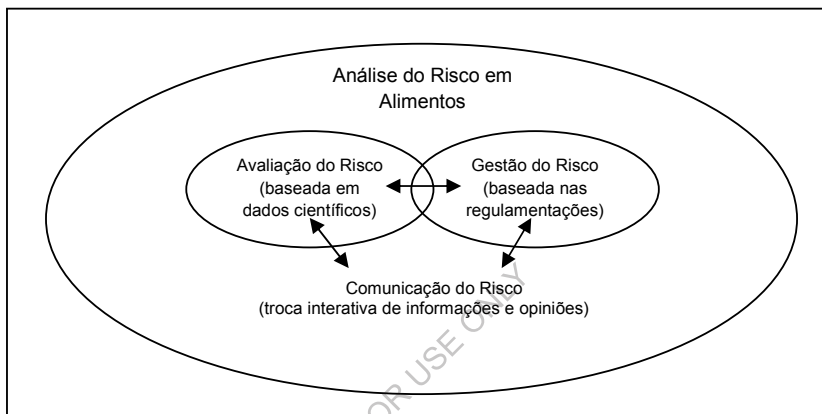 Análise do Risco em
Alimentos
Avaliação do Risco
(baseada em
dados científicos)
Gestão do Risco
(baseada nas
regulamentações)
Comunicação do Risco
(troca interativa de informações e opiniões)
OR USE ONLY